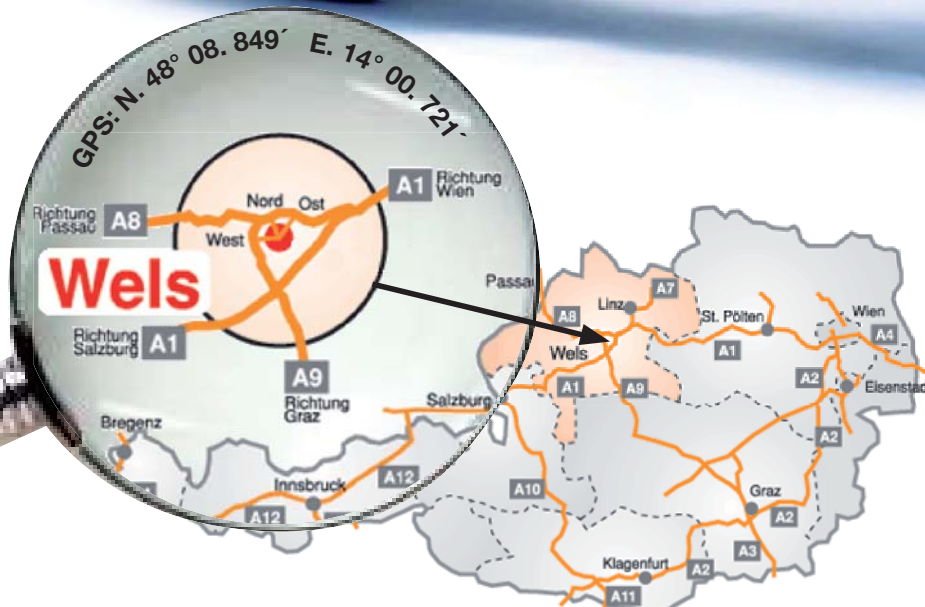 GPS: N. 48° 08. 849´ E. 14° 00. 721´
A1 Richtung
Wien
Nord Ost
Richtung
Passau A8
West
Wels
Richtung
Salzburg A1
A9
Richtung
Graz
Passau
A7
Linz
A8
St. Pölten
Wien
A4
Wels
A1
A2
Eisenstad
A1
A9
Salzburg
Bregenz
A2
A12
Innsbruck
A10
Graz
A12
A2
A3
Klagenfurt
A2
A11